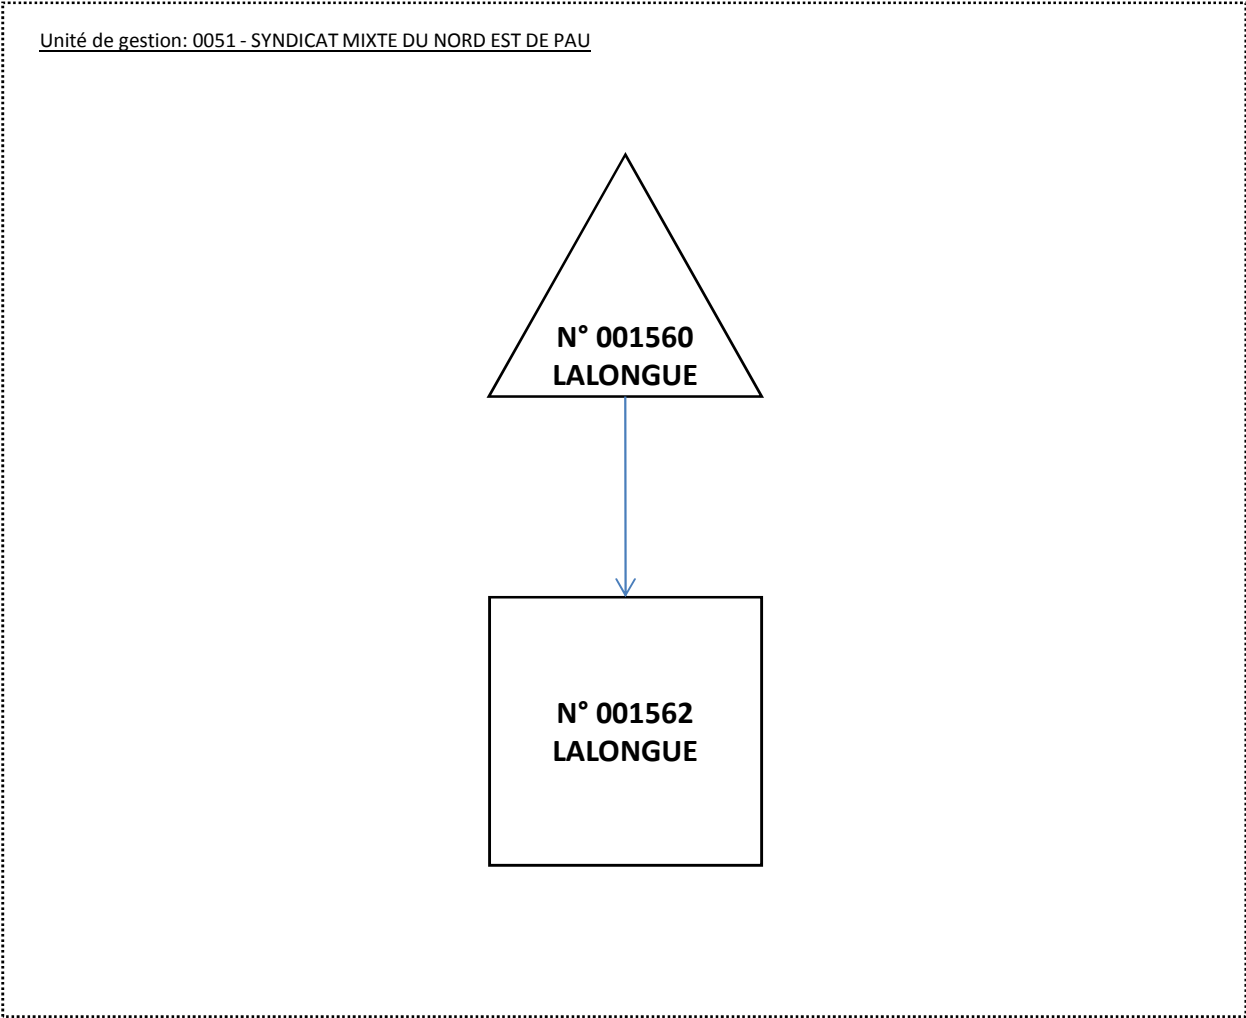 Unité de gestion: 0051 - SYNDICAT MIXTE DU NORD EST DE PAU
N° 001560
LALONGUE
N° 001562
LALONGUE